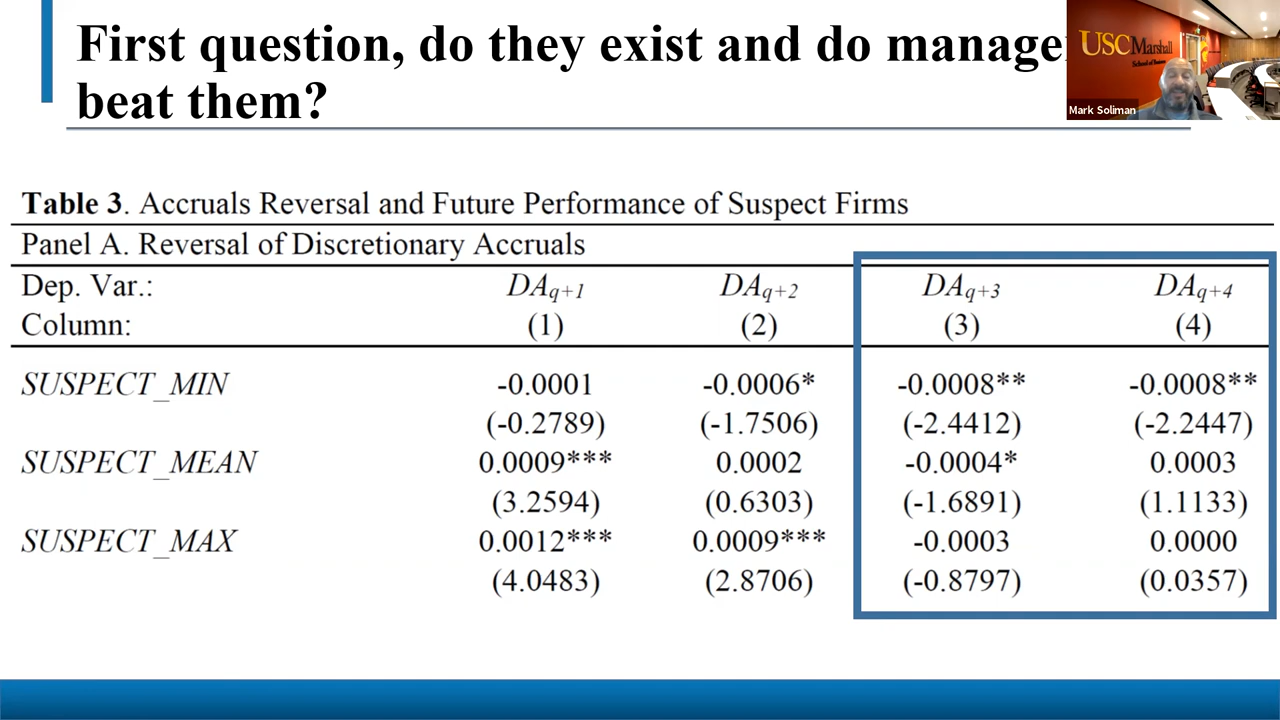 First question, do they exist and do manage
beat them?
USC Marshall
School of Business
Mark Soliman
Table 3. Accruals Reversal and Future Performance of Suspect Firms
Panel A. Reversal of Discretionary Accruals
Dep. Var.: DAq+1 DAq+2 DAq+3 DAq+4
Column: (1) (2) (3) (4)
SUSPECT_MIN -0.0001 -0.0006* -0.0008** -0.0008**
(-0.2789) (-1.7506) (-2.4412) (-2.2447)
SUSPECT_MEAN 0.0009*** 0.0002 -0.0004* 0.0003
(3.2594) (0.6303) (-1.6891) (1.1133)
SUSPECT_MAX 0.0012*** 0.0009*** -0.0003 0.0000
(4.0483) (2.8706) (-0.8797) (0.0357)